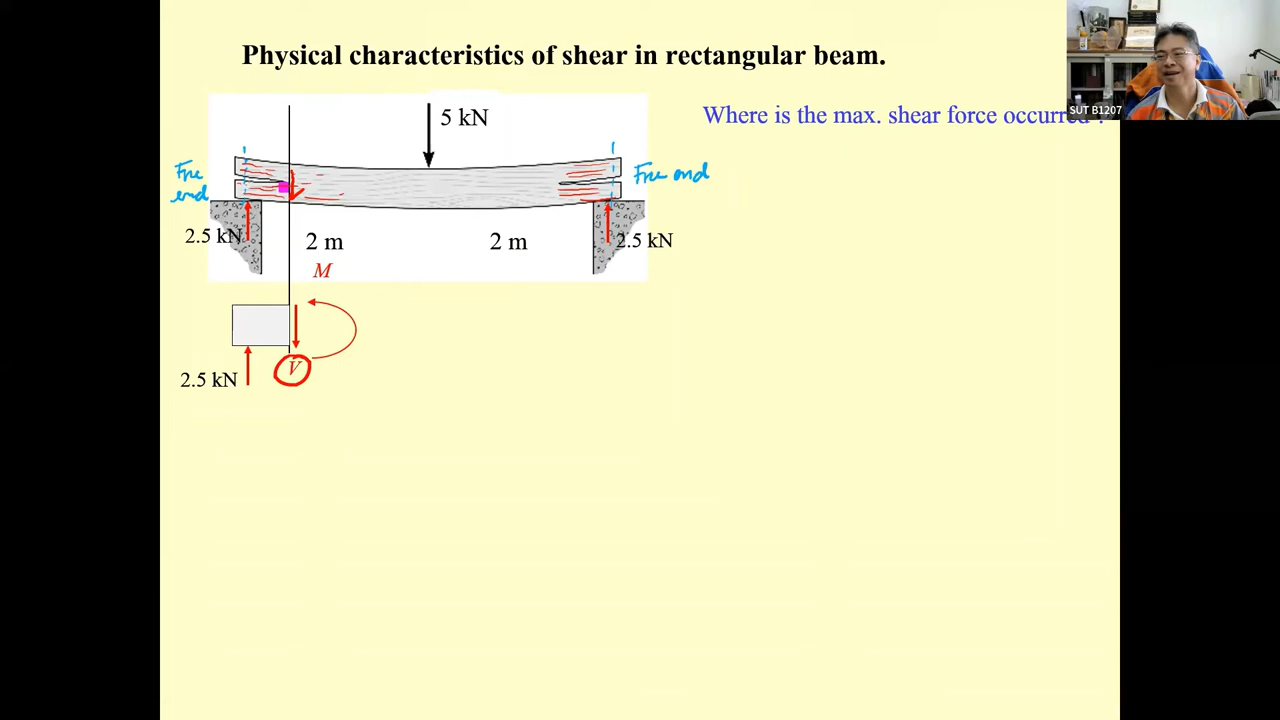 Physical characteristics of shear in rectangular beam.
SUT B1207
Where is the max. shear force occurred ?
5 kN
Free end
Free end
2.5 kN
2 m
2 m
2.5 kN
M
2.5 kN
V